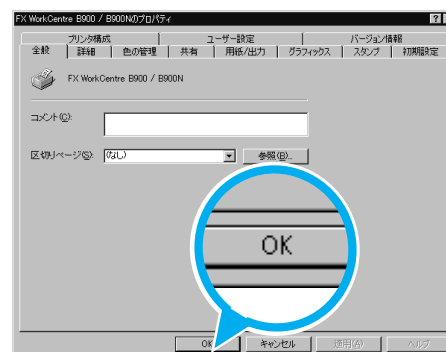 FX WorkCentre B900 / B900Nのプロパティ
プリンタ構成 ユーザー設定 バージョン情報
全般 詳細 色の管理 共有 用紙/出力 グラフィックス スタンプ 初期設定
FX WorkCentre B900 / B900N
コメント(C):
区切りページ(S): (なし) 参照(B)...
OK
OK キャンセル 適用(A) ヘルプ